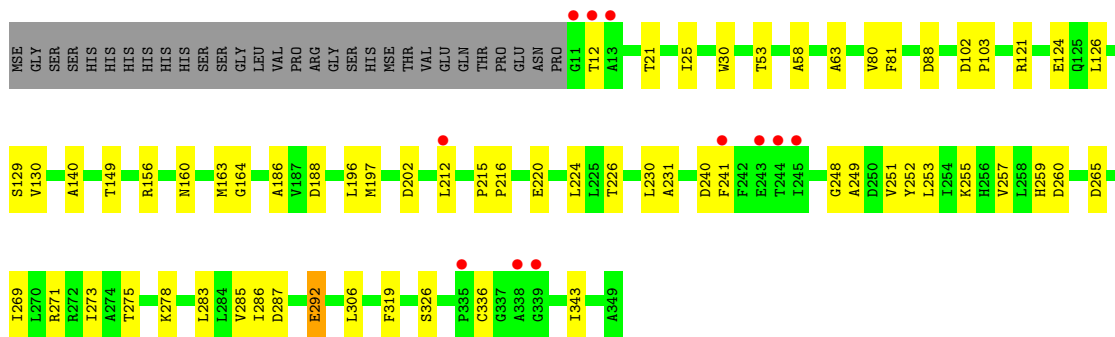 MSE GLY SER SER HIS HIS HIS HIS HIS HIS SER SER GLY LEU VAL PRO ARG GLY SER HIS MSE THR VAL GLU GLN THR PRO GLU ASN PRO G11 T12 A13 T21 I25 W30 T53 A58 A63 V80 F81 D88 D102 P103 R121 E124 Q125 L126
S129 V130 A140 T149 R156 N160 M163 G164 A186 V187 D188 L196 M197 D202 L212 P215 P216 E220 L224 L225 T226 L230 A231 D240 F241 F242 E243 T244 I245 G248 A249 D250 V251 Y252 L253 I254 K255 H256 V257 L258 H259 D260 D265
I269 L270 R271 R272 I273 A274 T275 K278 L283 L284 V285 I286 D287 E292 L306 F319 S326 P335 C336 G337 A338 G339 I343 A349